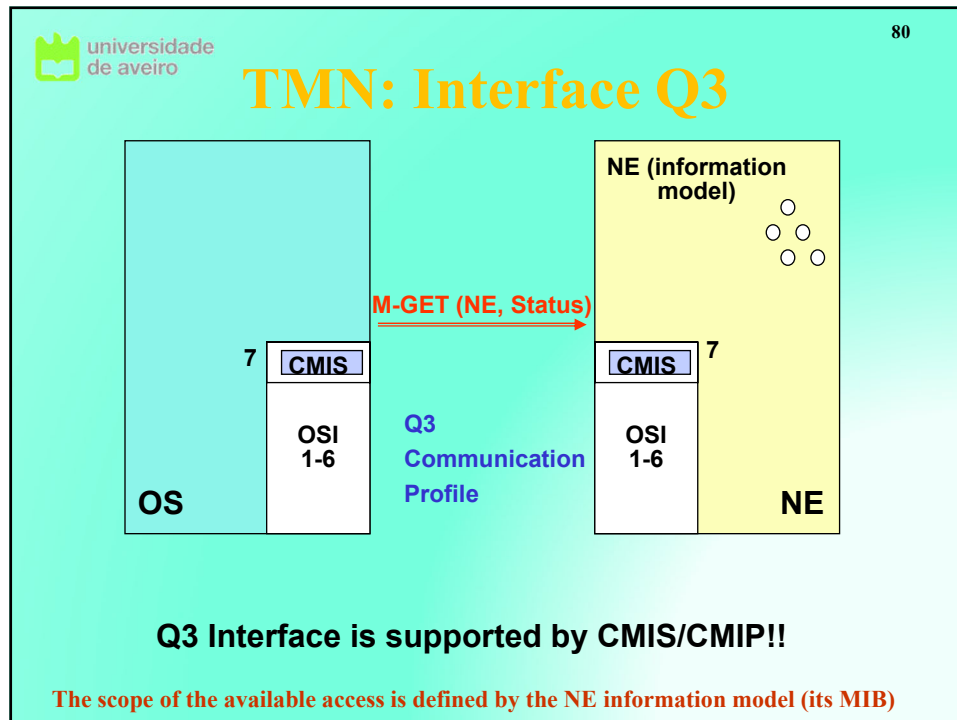 80
universidade
de aveiro
TMN: Interface Q3
NE (information
model)
M-GET (NE, Status)
7
CMIS
CMIS
7
OSI
1-6
Q3
Communication
Profile
OSI
1-6
OS
NE
Q3 Interface is supported by CMIS/CMIP!!
The scope of the available access is defined by the NE information model (its MIB)